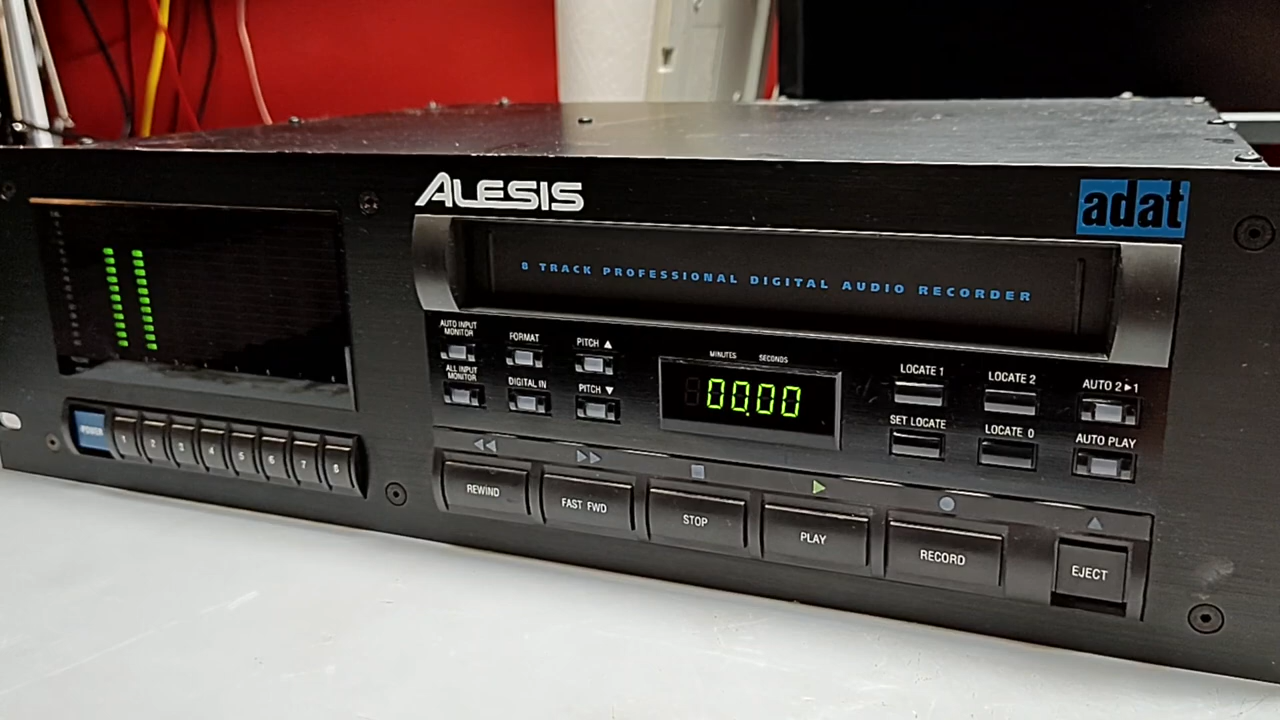 ALESIS
adat
8 TRACK PROFESSIONAL DIGITAL AUDIO RECORDER
AUTO INPUT
MONITOR
FORMAT
PITCH ▲
MINUTES SECONDS
LOCATE 1
LOCATE 2
AUTO 2▶1
ALL INPUT
MONITOR
DIGITAL IN
PITCH ▼
00.00
SET LOCATE
LOCATE 0
AUTO PLAY
POWER
1 2 3 4 5 6 7 8
REWIND
FAST FWD
STOP
PLAY
RECORD
EJECT